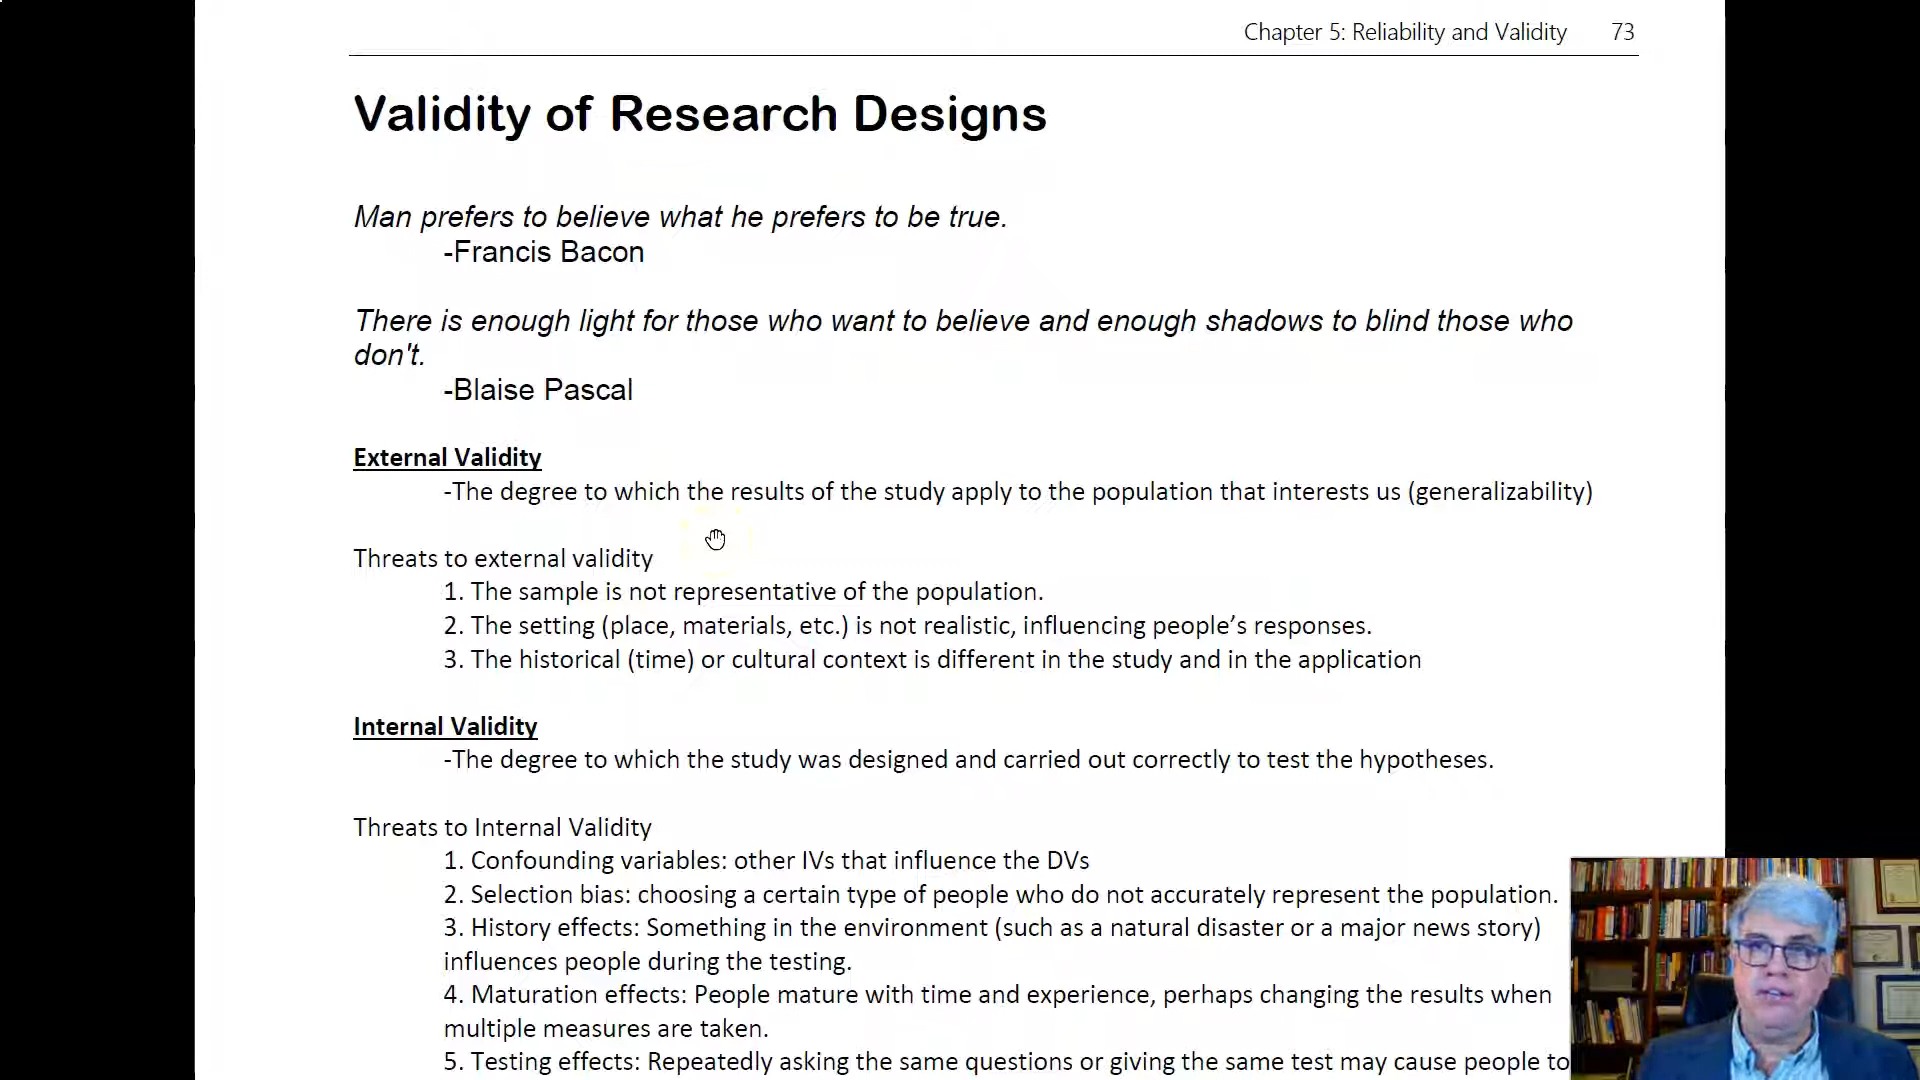 Chapter 5: Reliability and Validity 73
Validity of Research Designs
Man prefers to believe what he prefers to be true.
-Francis Bacon
There is enough light for those who want to believe and enough shadows to blind those who
don't.
-Blaise Pascal
External Validity
-The degree to which the results of the study apply to the population that interests us (generalizability)
Threats to external validity
1. The sample is not representative of the population.
2. The setting (place, materials, etc.) is not realistic, influencing people’s responses.
3. The historical (time) or cultural context is different in the study and in the application
Internal Validity
-The degree to which the study was designed and carried out correctly to test the hypotheses.
Threats to Internal Validity
1. Confounding variables: other IVs that influence the DVs
2. Selection bias: choosing a certain type of people who do not accurately represent the population.
3. History effects: Something in the environment (such as a natural disaster or a major news story)
influences people during the testing.
4. Maturation effects: People mature with time and experience, perhaps changing the results when
multiple measures are taken.
5. Testing effects: Repeatedly asking the same questions or giving the same test may cause people to